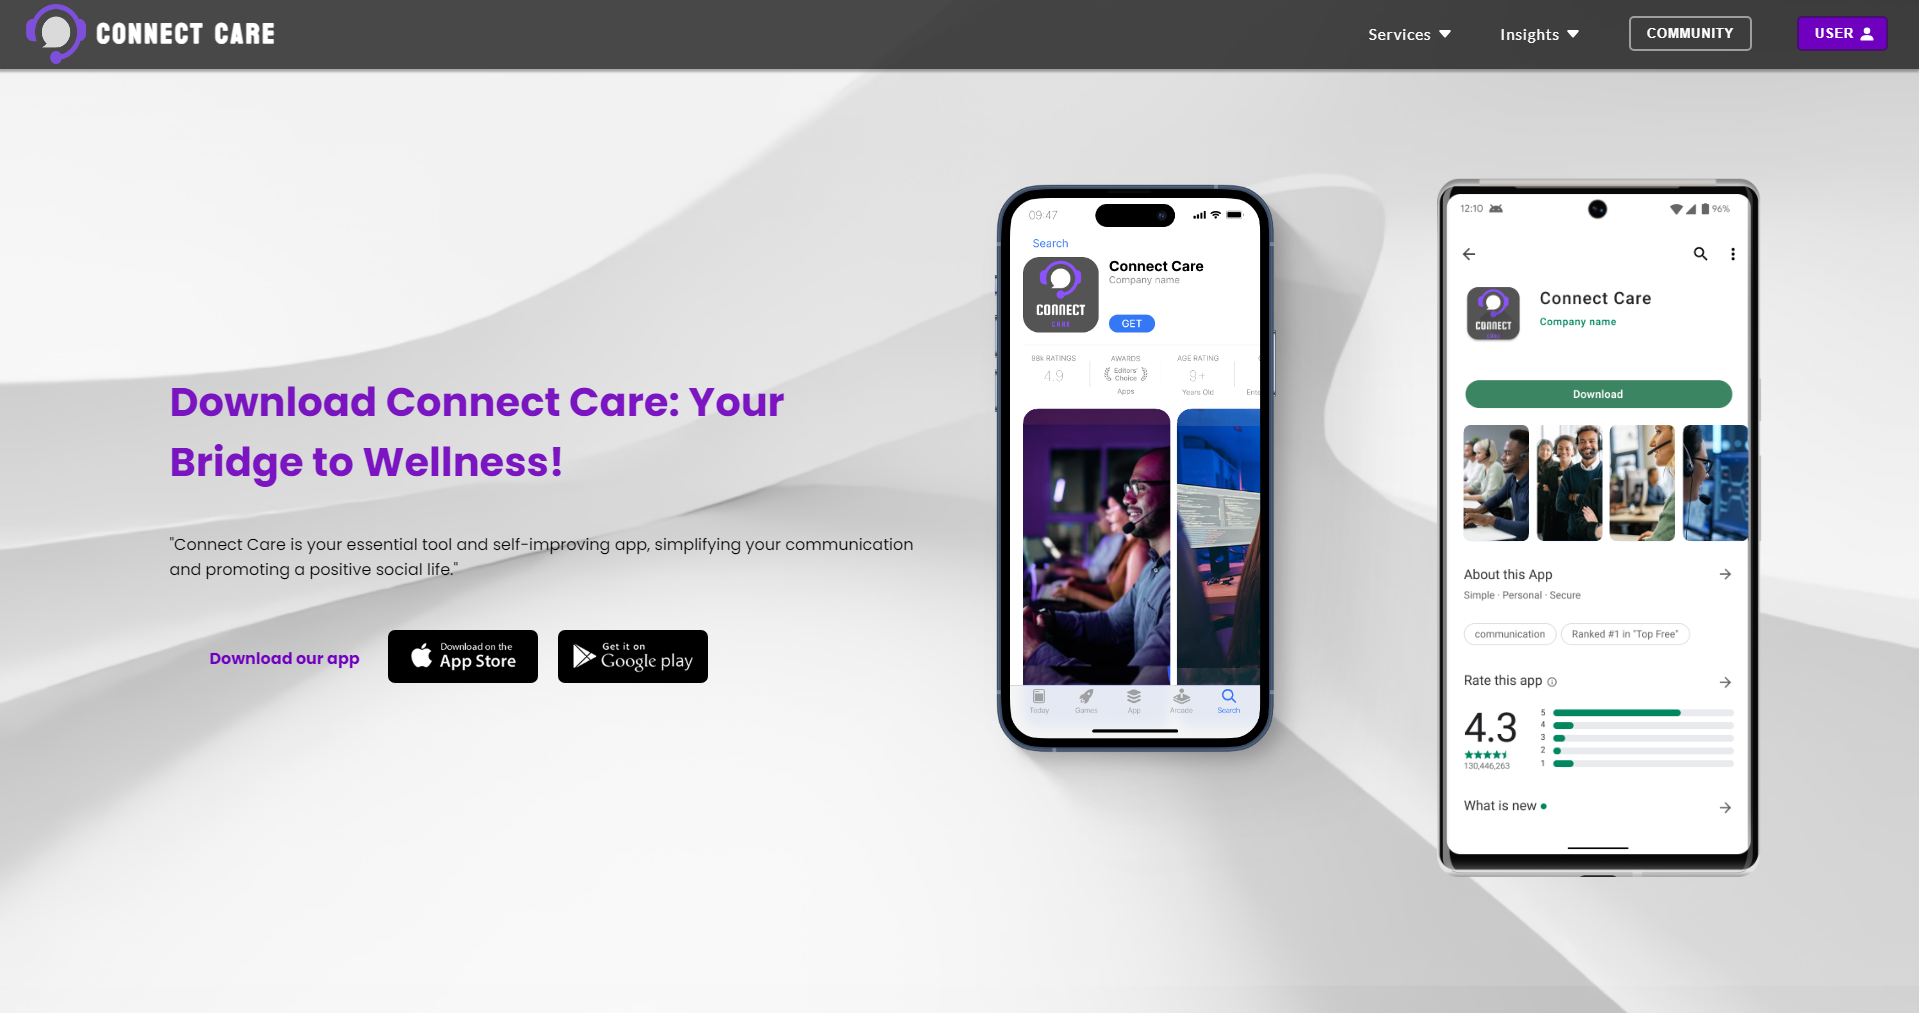 CONNECT CARE
Services
Insights
COMMUNITY
USER
Download Connect Care: Your
Bridge to Wellness!
"Connect Care is your essential tool and self-improving app, simplifying your communication
and promoting a positive social life."
Download our app
Download on the
App Store
Get it on
Google play
09:47
Search
CONNECT
CARE
Connect Care
Company name
GET
88k RATINGS
4.9
AWARDS
Editors'
Choice
Apps
AGE RATING
9+
Years Old
Today
Games
App
Arcade
Search
12:10
96%
CONNECT
CARE
Connect Care
Company name
Download
About this App
Simple · Personal · Secure
communication
Ranked #1 in "Top Free"
Rate this app
4.3
130,446,263
5
4
3
2
1
What is new